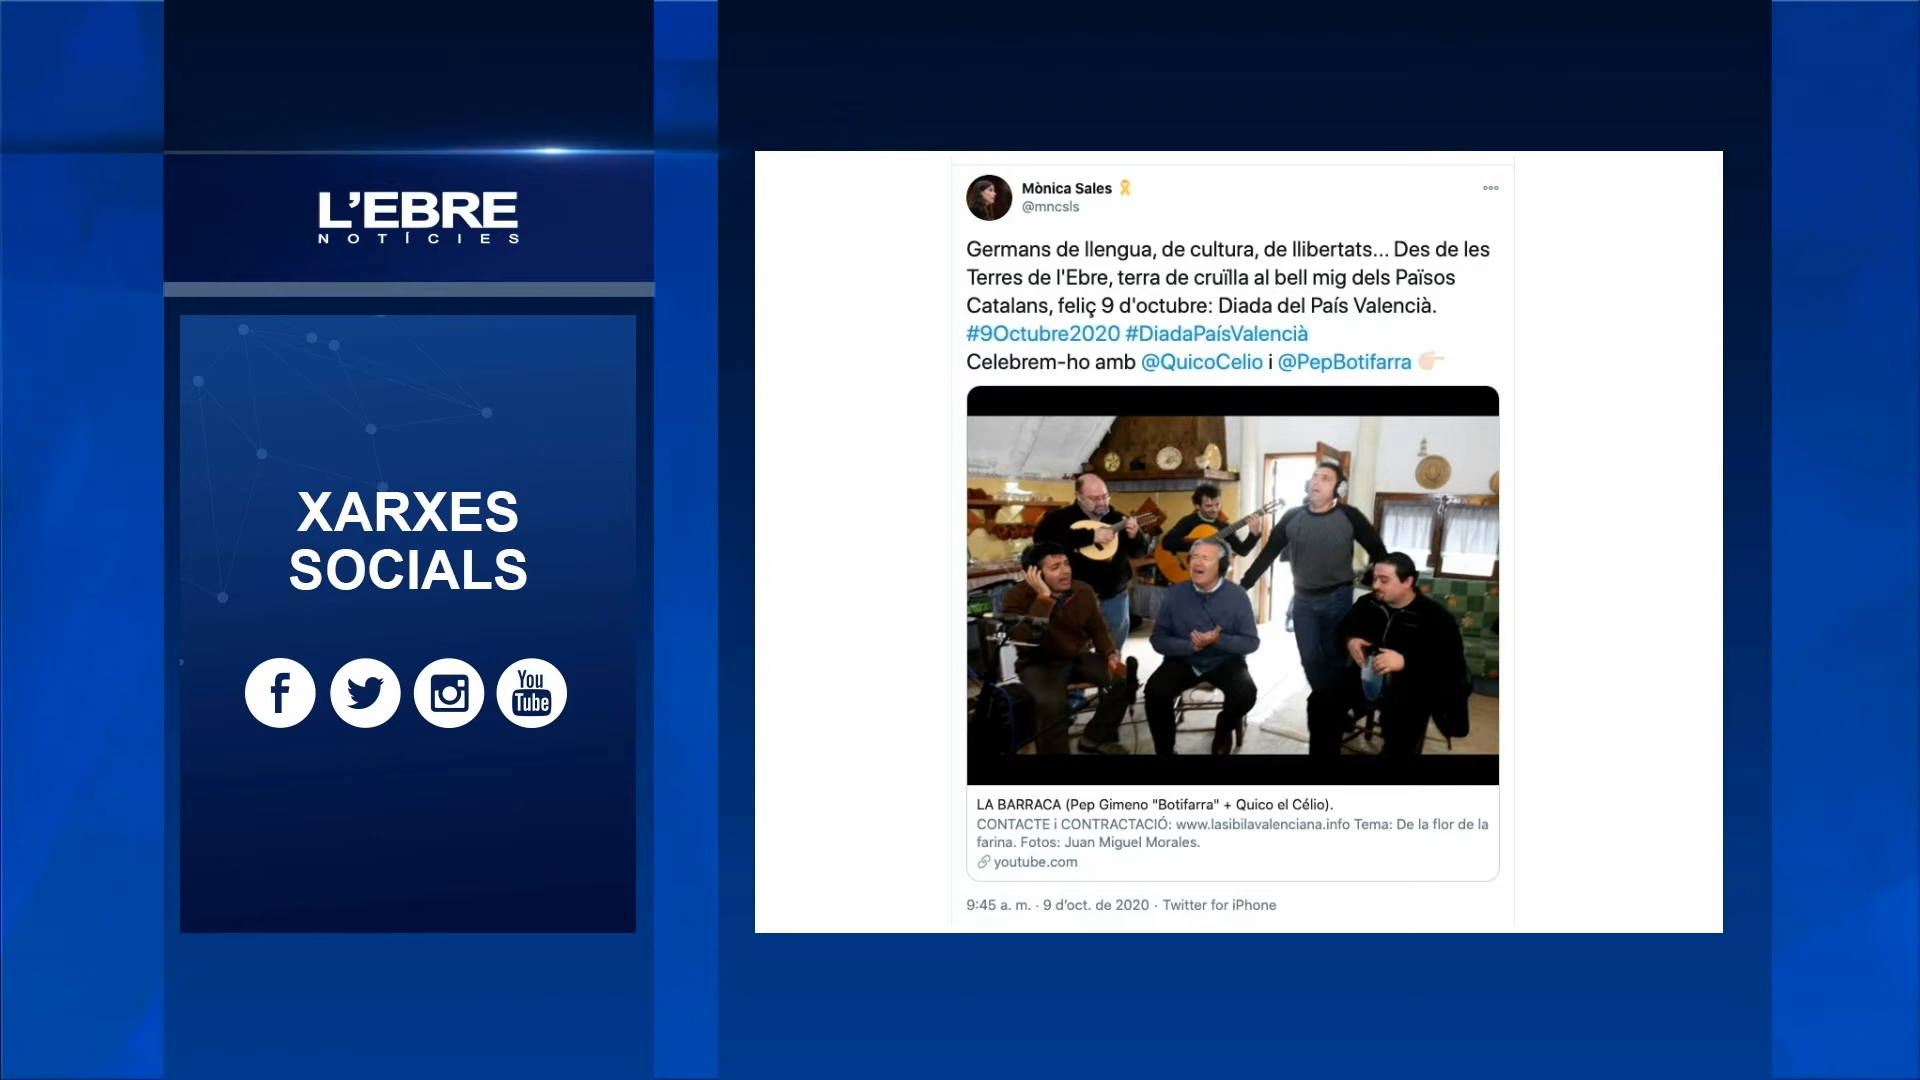 L'EBRE
NOTÍCIES
XARXES
SOCIALS
You
Tube
Mònica Sales
@mncsls
Germans de llengua, de cultura, de llibertats... Des de les
Terres de l'Ebre, terra de cruïlla al bell mig dels Països
Catalans, feliç 9 d'octubre: Diada del País Valencià.
#9Octubre2020 #DiadaPaísValencià
Celebrem-ho amb @QuicoCelio i @PepBotifarra
LA BARRACA (Pep Gimeno "Botifarra" + Quico el Célio).
CONTACTE i CONTRACTACIÓ: www.lasibilavalenciana.info Tema: De la flor de la
farina. Fotos: Juan Miguel Morales.
youtube.com
9:45 a. m. · 9 d'oct. de 2020 · Twitter for iPhone